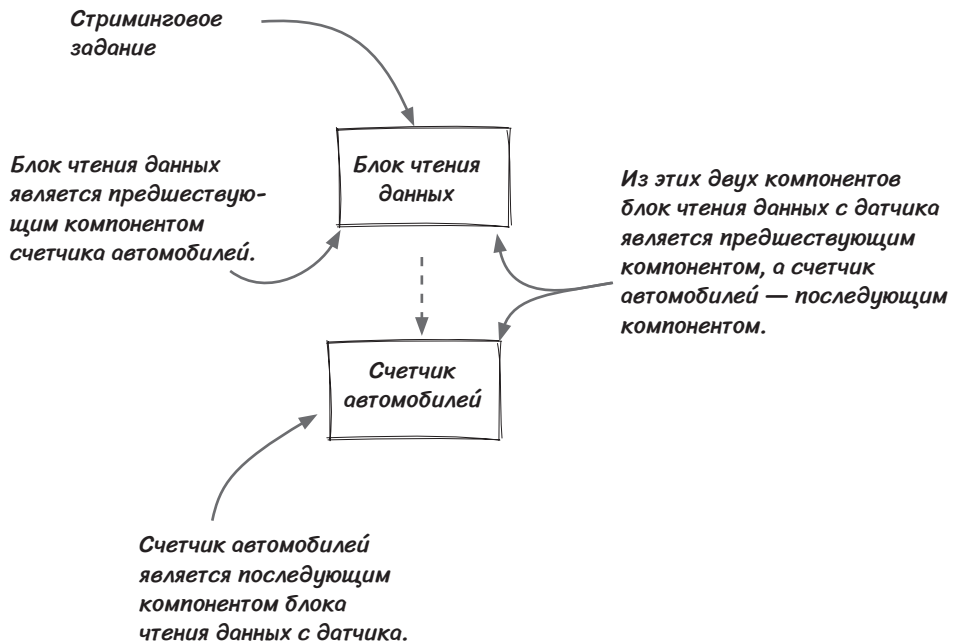 Стриминговое
задание
Блок чтения
данных
Блок чтения данных
является предшествую-
щим компонентом
счетчика автомобилей.
Из этих двух компонентов
блок чтения данных с датчика
является предшествующим
компонентом, а счетчик
автомобилей — последующим
компонентом.
Счетчик
автомобилей
Счетчик автомобилей
является последующим
компонентом блока
чтения данных с датчика.